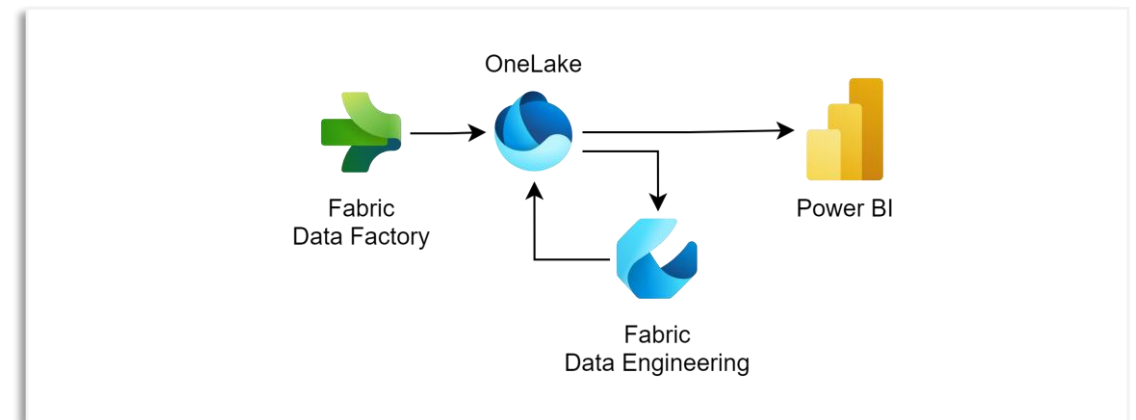 OneLake
Fabric
Data Factory
Power BI
Fabric
Data Engineering